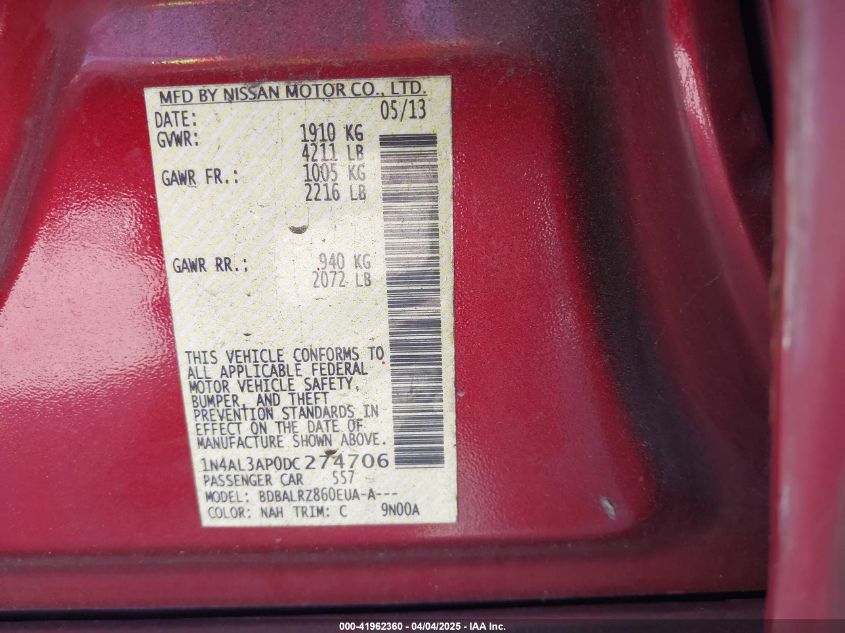 MFD BY NISSAN MOTOR CO., LTD.
DATE: 05/13
GVWR: 1910 KG
4211 LB
GAWR FR.: 1005 KG
2216 LB
GAWR RR.: 940 KG
2072 LB
THIS VEHICLE CONFORMS TO
ALL APPLICABLE FEDERAL
MOTOR VEHICLE SAFETY,
BUMPER, AND THEFT
PREVENTION STANDARDS IN
EFFECT ON THE DATE OF
MANUFACTURE SHOWN ABOVE.
1N4AL3AP0DC274706
PASSENGER CAR 557
MODEL: BDBALRZ860EUA-A---
COLOR: NAH TRIM: C 9N00A
000-41962360 - 04/04/2025 - IAA Inc.